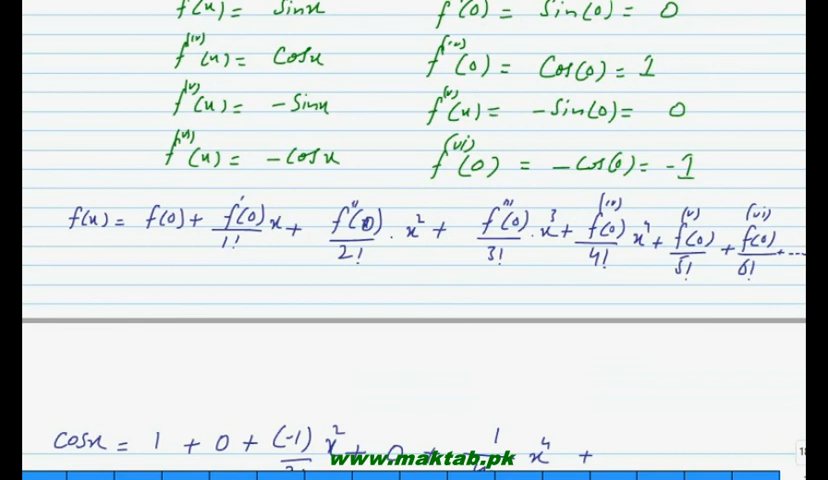 f(x) = Sinx f(0) = Sin(0) = 0
f^(iv)(x) = Cosx f^(iv)(0) = Cos(0) = 1
f^(v)(x) = -Sinx f^(v)(x) = -Sin(0) = 0
f^(vi)(x) = -Cosx f^(vi)(0) = -Cos(0) = -1
f(x) = f(0) + f'(0)/1! x + f''(0)/2! . x² + f'''(0)/3! . x³ + f^(iv)(0)/4! x⁴ + f^(v)(0)/5! + f^(vi)(0)/6! + ....
Cosx = 1 + 0 + (-1)/2! x² + 0 + 1/4! x⁴ +
www.maktab.pk